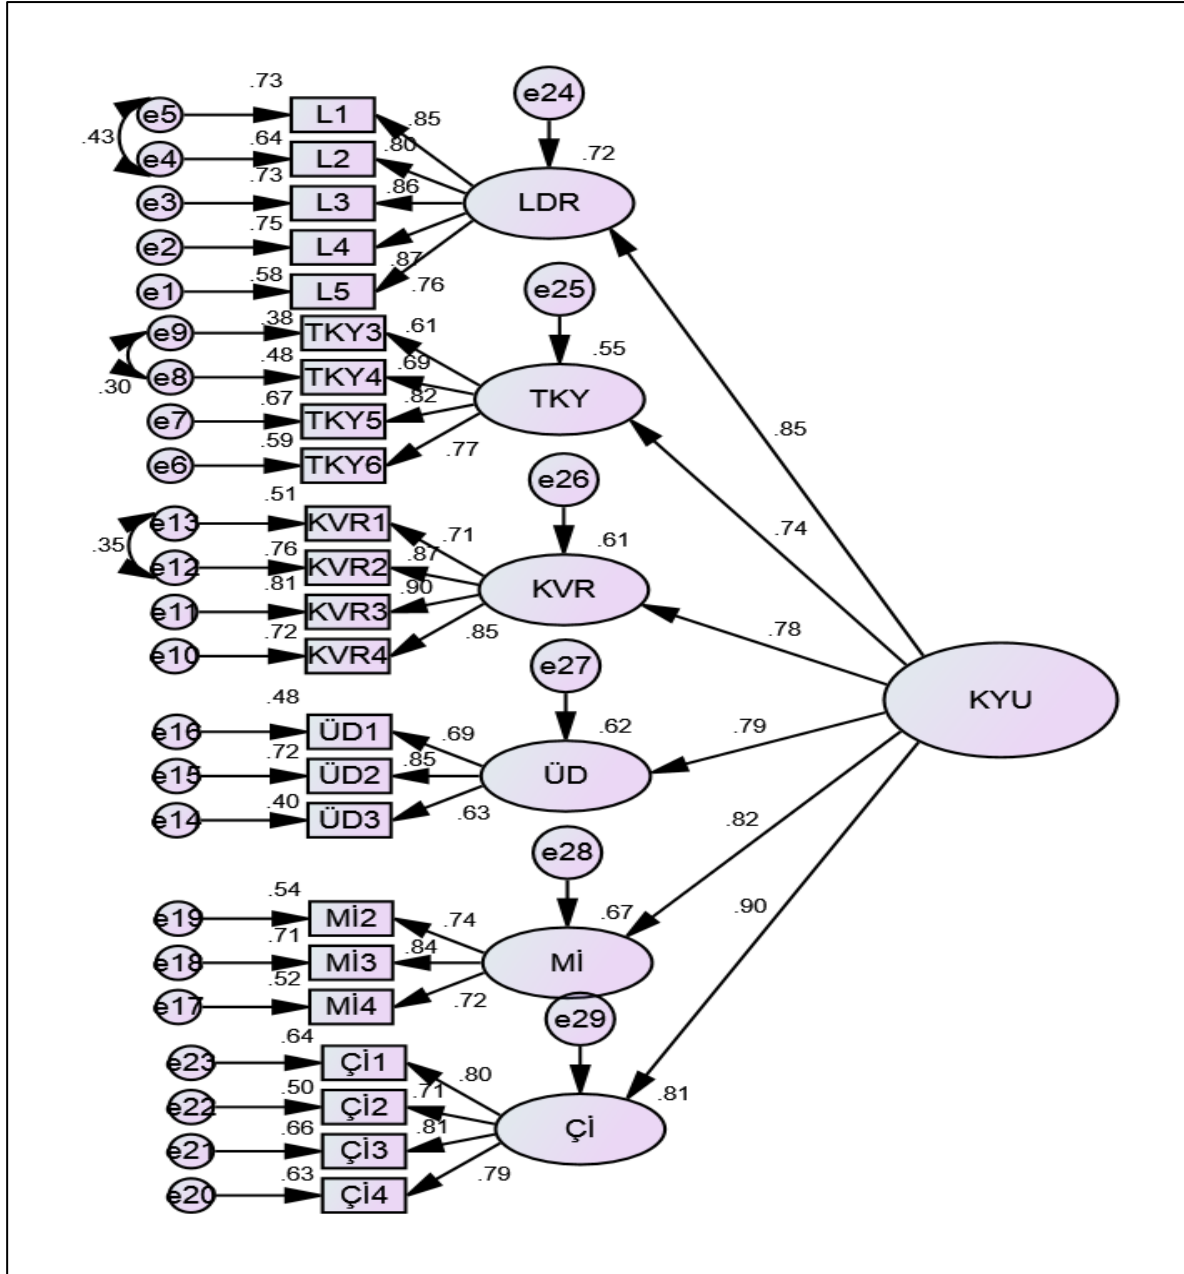 .73
e24
e5
L1
.85
.72
.43
.64
.80
e4
L2
.73
.86
e3
L3
LDR
.75
e2
L4
.87
.58
.76
e1
L5
e25
.38
.61
e9
TKY3
.55
.48
.69
.30
e8
TKY4
TKY
.67
.82
e7
TKY5
.85
.59
.77
e6
TKY6
e26
.51
e13
KVR1
.71
.74
.61
.35
.76
.87
e12
KVR2
KVR
.81
.90
e11
KVR3
.78
.72
.85
e10
KVR4
e27
.48
KYU
e16
ÜD1
.69
.62
.79
.72
.85
e15
ÜD2
ÜD
.40
.63
e14
ÜD3
.82
e28
.54
e19
Mİ2
.74
.67
.90
.71
.84
e18
Mİ3
Mİ
.52
.72
e17
Mİ4
e29
.64
e23
Çİ1
.80
.81
.50
.71
e22
Çİ2
Çİ
.66
.81
e21
Çİ3
.63
.79
e20
Çİ4